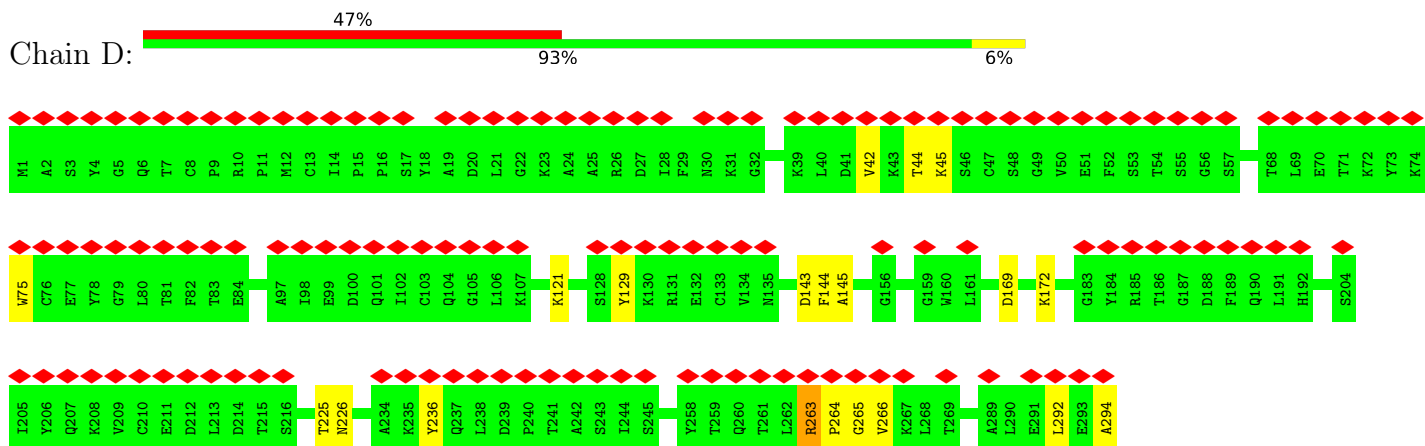 47%
Chain D:
93% 6%
M1 A2 S3 Y4 G5 Q6 T7 C8 P9 R10 P11 M12 C13 I14 P15 P16 S17 Y18 A19 D20 L21 G22 K23 A24 A25 R26 D27 I28 F29 N30 K31 G32 K39 L40 D41 V42 K43 T44 K45 S46 C47 S48 G49 V50 E51 F52 S53 T54 S55 G56 S57 T68 L69 E70 T71 K72 Y73 K74
W75 C76 E77 Y78 G79 L80 T81 F82 T83 E84 A97 I98 E99 D100 Q101 I102 C103 Q104 G105 L106 K107 K121 S128 Y129 K130 R131 E132 C133 V134 N135 D143 F144 A145 G156 G159 W160 L161 D169 K172 G183 Y184 R185 T186 G187 D188 F189 Q190 L191 H192 S204
I205 Y206 Q207 K208 V209 C210 E211 D212 L213 D214 T215 S216 T225 N226 A234 K235 Y236 Q237 L238 D239 P240 T241 A242 S243 I244 S245 Y258 T259 Q260 T261 L262 R263 P264 G265 V266 K267 L268 T269 A289 L290 E291 L292 E293 A294